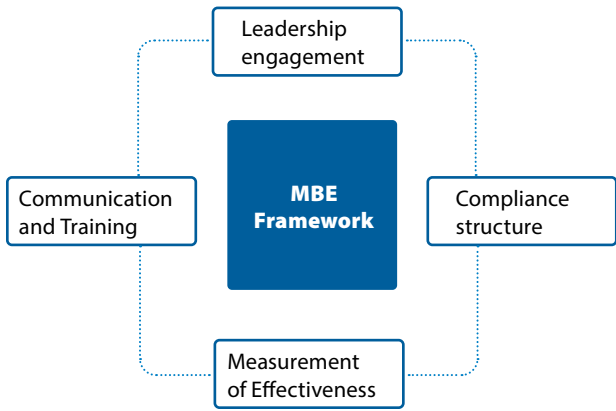 Leadership
engagement
Communication
and Training
MBE
Framework
Compliance
structure
Measurement
of Effectiveness